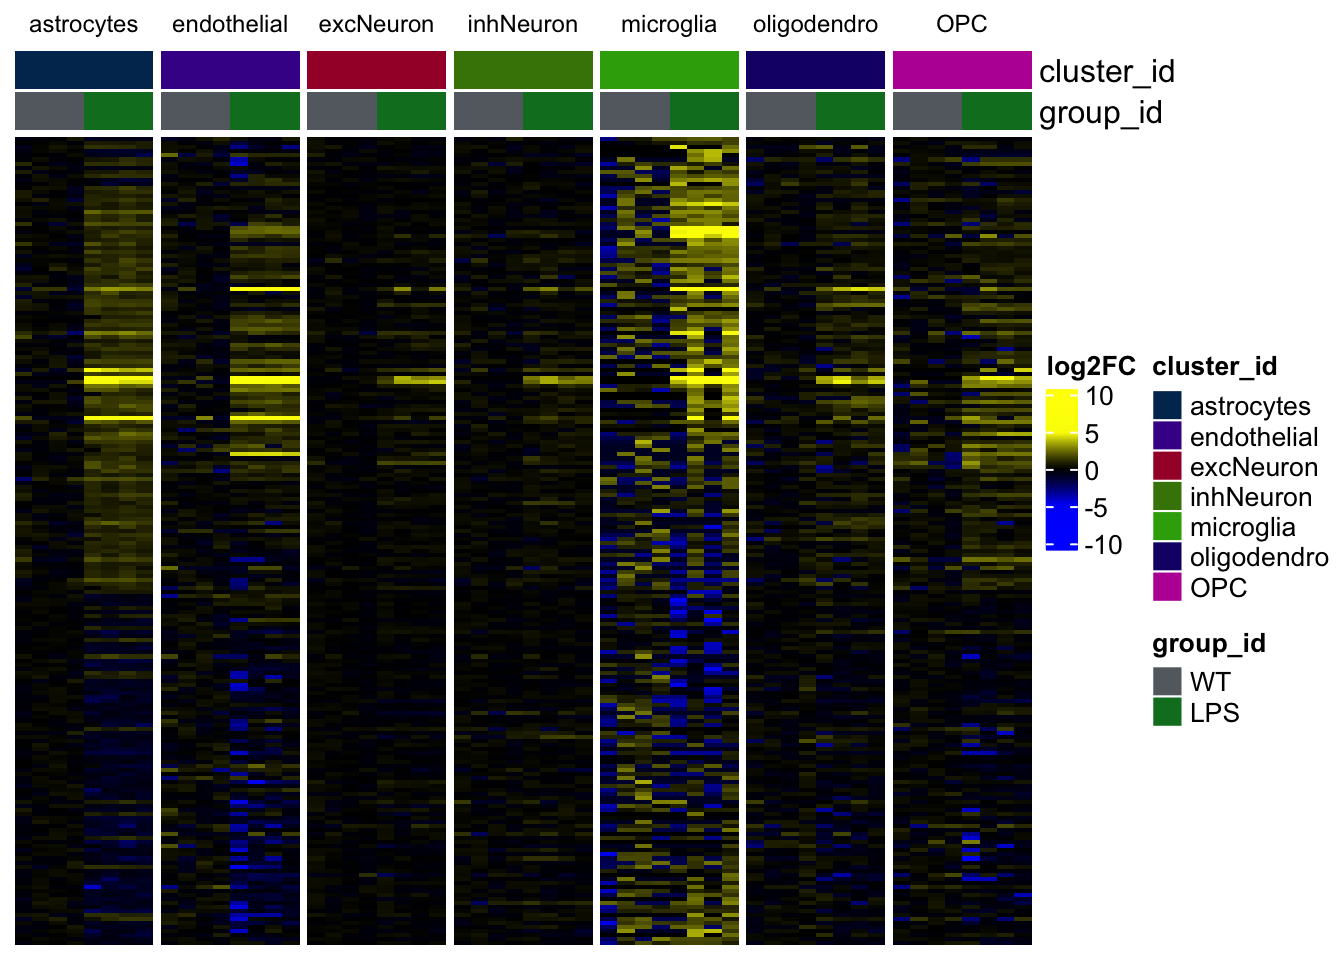 astrocytes endothelial excNeuron inhNeuron microglia oligodendro OPC
cluster_id
group_id
log2FC
10
5
0
-5
-10
cluster_id
astrocytes
endothelial
excNeuron
inhNeuron
microglia
oligodendro
OPC
group_id
WT
LPS